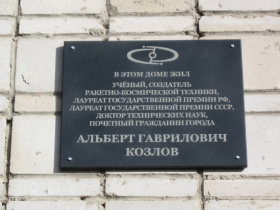 В ЭТОМ ДОМЕ ЖИЛ
УЧЁНЫЙ, СОЗДАТЕЛЬ
РАКЕТНО-КОСМИЧЕСКОЙ ТЕХНИКИ,
ЛАУРЕАТ ГОСУДАРСТВЕННОЙ ПРЕМИИ РФ,
ЛАУРЕАТ ГОСУДАРСТВЕННОЙ ПРЕМИИ СССР,
ДОКТОР ТЕХНИЧЕСКИХ НАУК,
ПОЧЕТНЫЙ ГРАЖДАНИН ГОРОДА
АЛЬБЕРТ ГАВРИЛОВИЧ
КОЗЛОВ